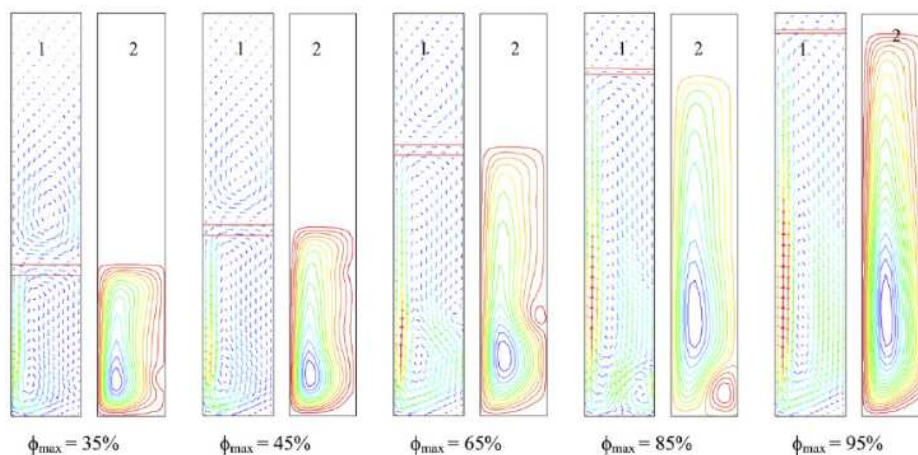 1 2 1 2 1. 2 1 2 1 2
ϕmax = 35% ϕmax = 45% ϕmax = 65% ϕmax = 85% ϕmax = 95%